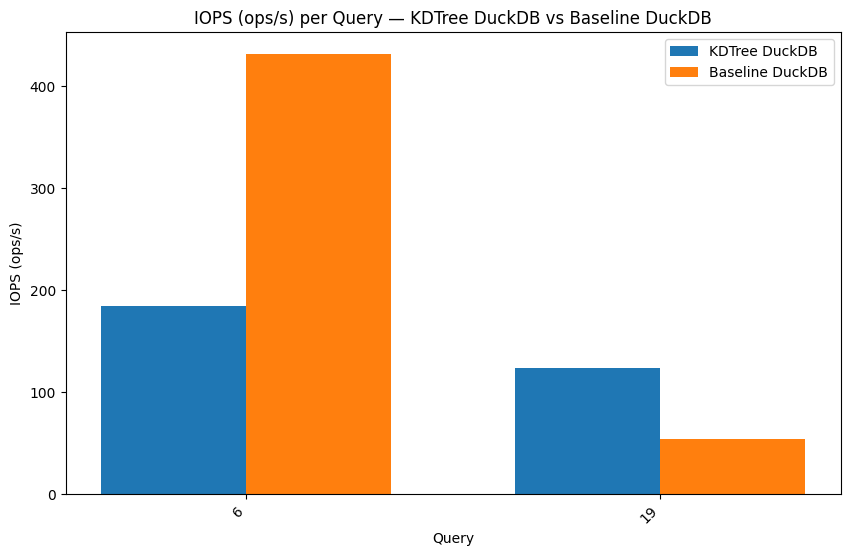 IOPS (ops/s) per Query — KDTree DuckDB vs Baseline DuckDB
KDTree DuckDB
Baseline DuckDB
IOPS (ops/s)
400
300
200
100
0
6
19
Query